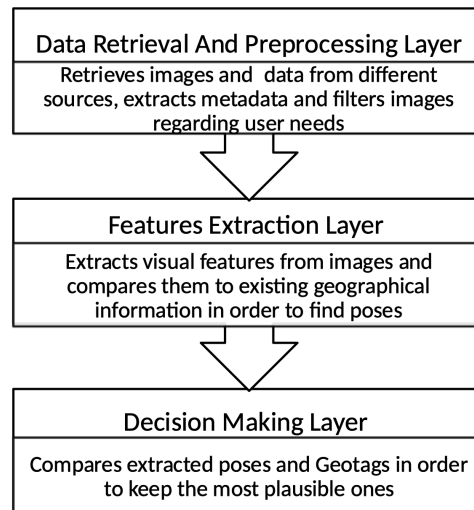 Data Retrieval And Preprocessing Layer
Retrieves images and data from different
sources, extracts metadata and filters images
regarding user needs
Features Extraction Layer
Extracts visual features from images and
compares them to existing geographical
information in order to find poses
Decision Making Layer
Compares extracted poses and Geotags in order
to keep the most plausible ones